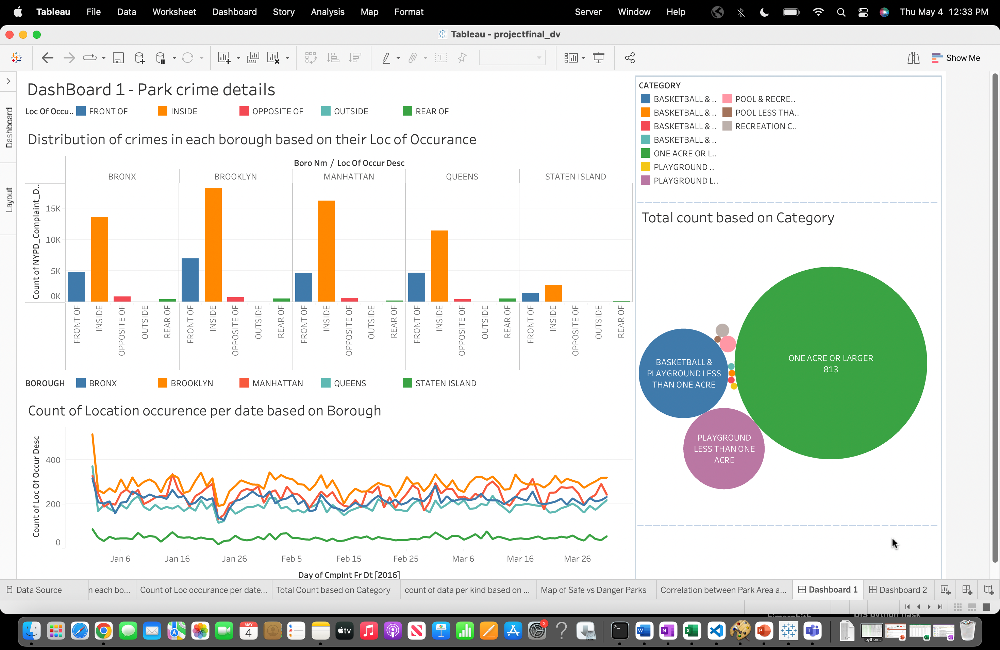 Tableau File Data Worksheet Dashboard Story Analysis Map Format Server Window Help Thu May 4 12:33 PM
Tableau - projectfinal_dv
Show Me
Dashboard
Layout
DashBoard 1 - Park crime details
Loc Of Occu.. FRONT OF INSIDE OPPOSITE OF OUTSIDE REAR OF
Distribution of crimes in each borough based on their Loc of Occurance
Boro Nm / Loc Of Occur Desc
BRONX BROOKLYN MANHATTAN QUEENS STATEN ISLAND
Count of NYPD_Complaint_D..
15K
10K
5K
0K
FRONT OF INSIDE OPPOSITE OF OUTSIDE REAR OF FRONT OF INSIDE OPPOSITE OF OUTSIDE REAR OF FRONT OF INSIDE OPPOSITE OF OUTSIDE REAR OF FRONT OF INSIDE OPPOSITE OF OUTSIDE REAR OF FRONT OF INSIDE OPPOSITE OF OUTSIDE REAR OF
BOROUGH BRONX BROOKLYN MANHATTAN QUEENS STATEN ISLAND
Count of Location occurence per date based on Borough
Count of Loc Of Occur Desc
400
200
0
Jan 6 Jan 16 Jan 26 Feb 5 Feb 15 Feb 25 Mar 6 Mar 16 Mar 26
Day of Cmplnt Fr Dt [2016]
CATEGORY
BASKETBALL & .. POOL & RECRE..
BASKETBALL & .. POOL LESS THA..
BASKETBALL & .. RECREATION C..
BASKETBALL & ..
ONE ACRE OR L..
PLAYGROUND ..
PLAYGROUND L..
Total count based on Category
ONE ACRE OR LARGER
813
BASKETBALL &
PLAYGROUND LESS
THAN ONE ACRE
PLAYGROUND
LESS THAN ONE
ACRE
Data Source n each bo... Count of Loc occurance per date... Total Count based on Category count of data per kind based on ... Map of Safe vs Danger Parks Correlation between Park Area a... Dashboard 1 Dashboard 2
MAY
4
tv
2
python...